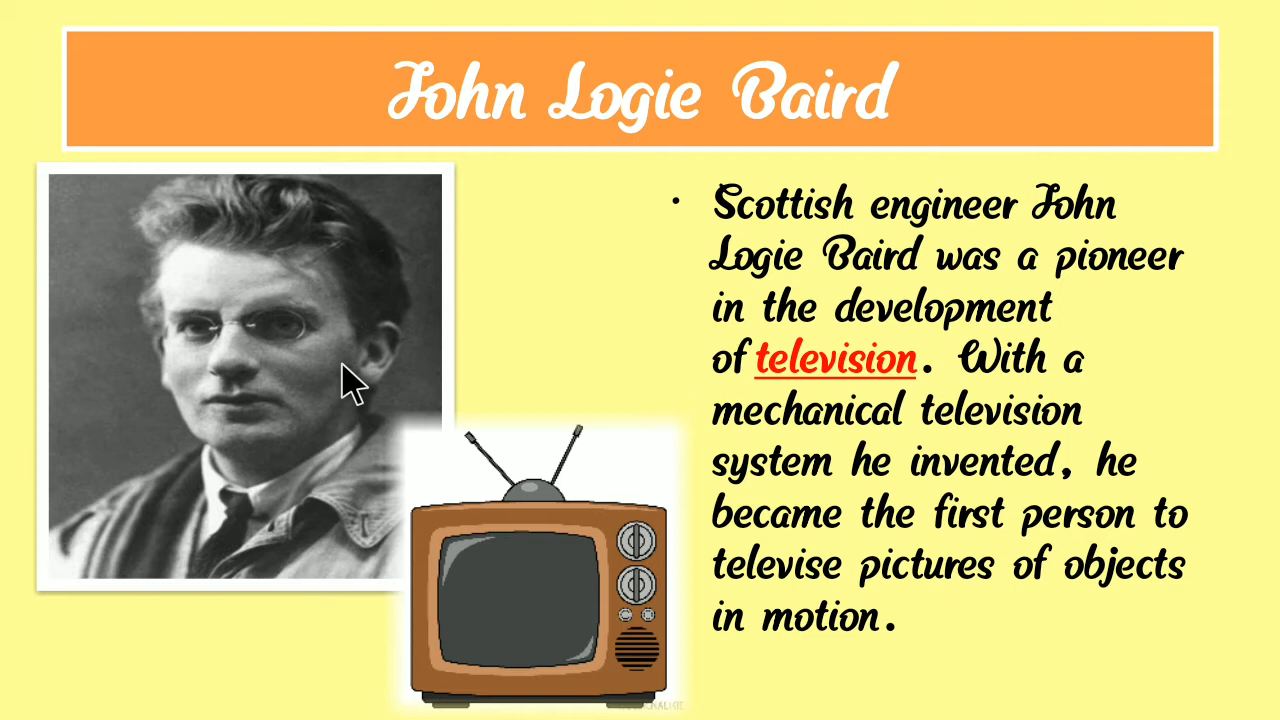 John Logie Baird
• Scottish engineer John
Logie Baird was a pioneer
in the development
of television. With a
mechanical television
system he invented, he
became the first person to
televise pictures of objects
in motion.